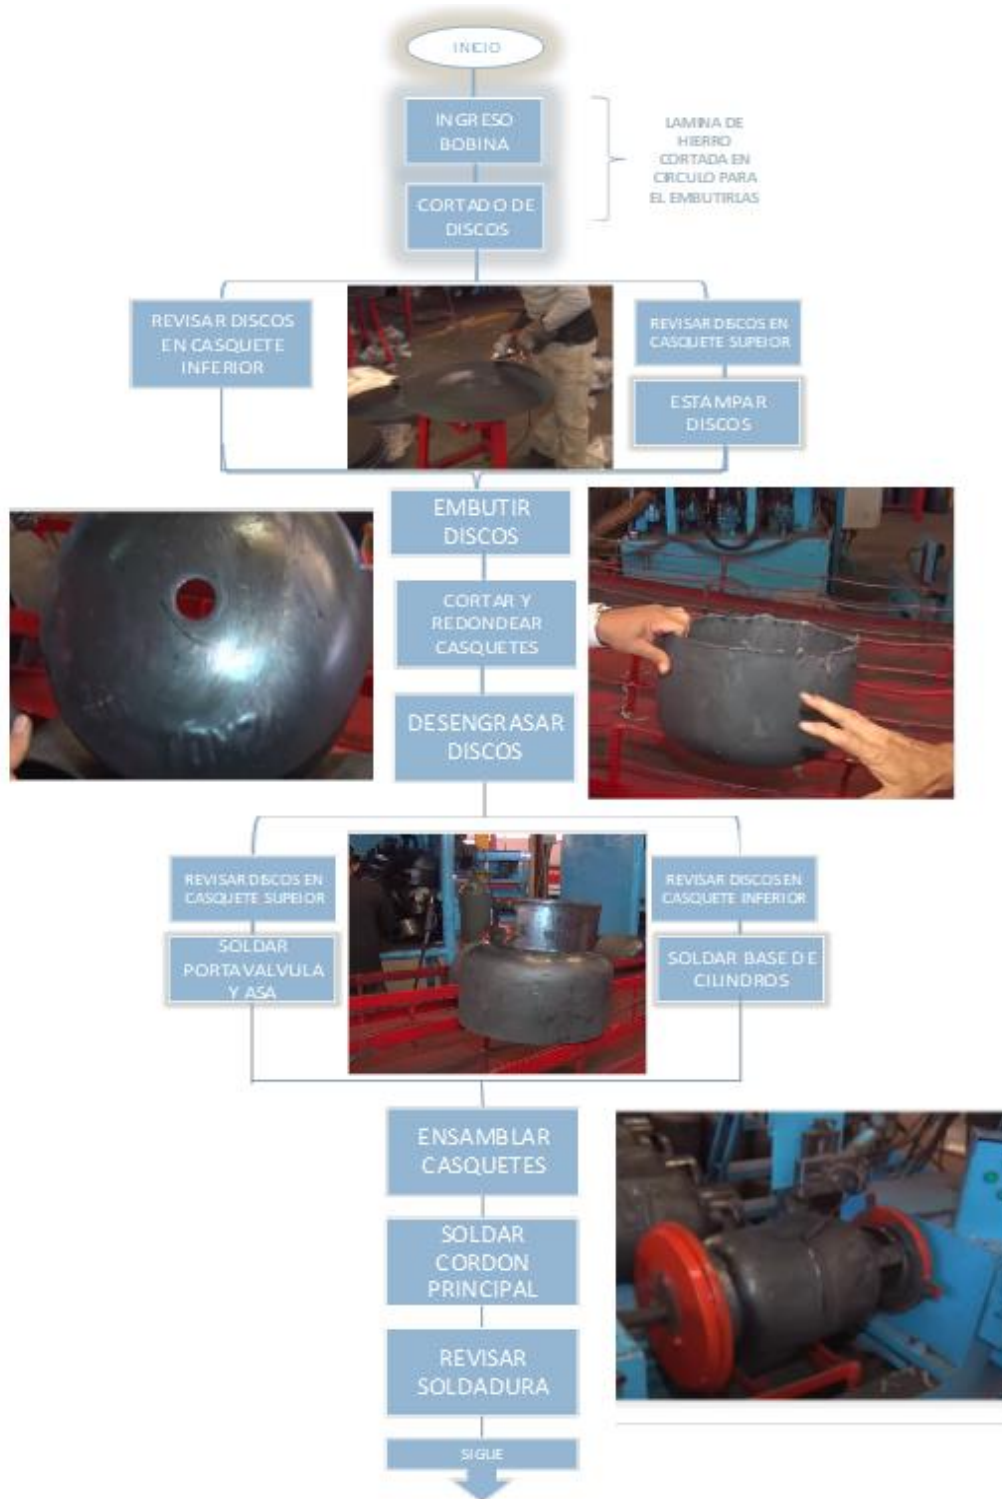 INICIO
INGRESO
BOBINA
LAMINA DE
HIERRO
CORTADA EN
CIRCULO PARA
EL EMBUTIRLAS
CORTADO DE
DISCOS
REVISAR DISCOS
EN CASQUETE
INFERIOR
REVISAR DISCOS EN
CASQUETE SUPEIOR
ESTAMPAR
DISCOS
EMBUTIR
DISCOS
CORTAR Y
REDONDEAR
CASQUETES
DESENGRASAR
DISCOS
REVISAR DISCOS EN
CASQUETE SUPEIOR
SOLDAR
PORTAVALVULA
Y ASA
REVISAR DISCOS EN
CASQUETE INFERIOR
SOLDAR BASE DE
CILINDROS
ENSAMBLAR
CASQUETES
SOLDAR
CORDON
PRINCIPAL
REVISAR
SOLDADURA
SIGUE